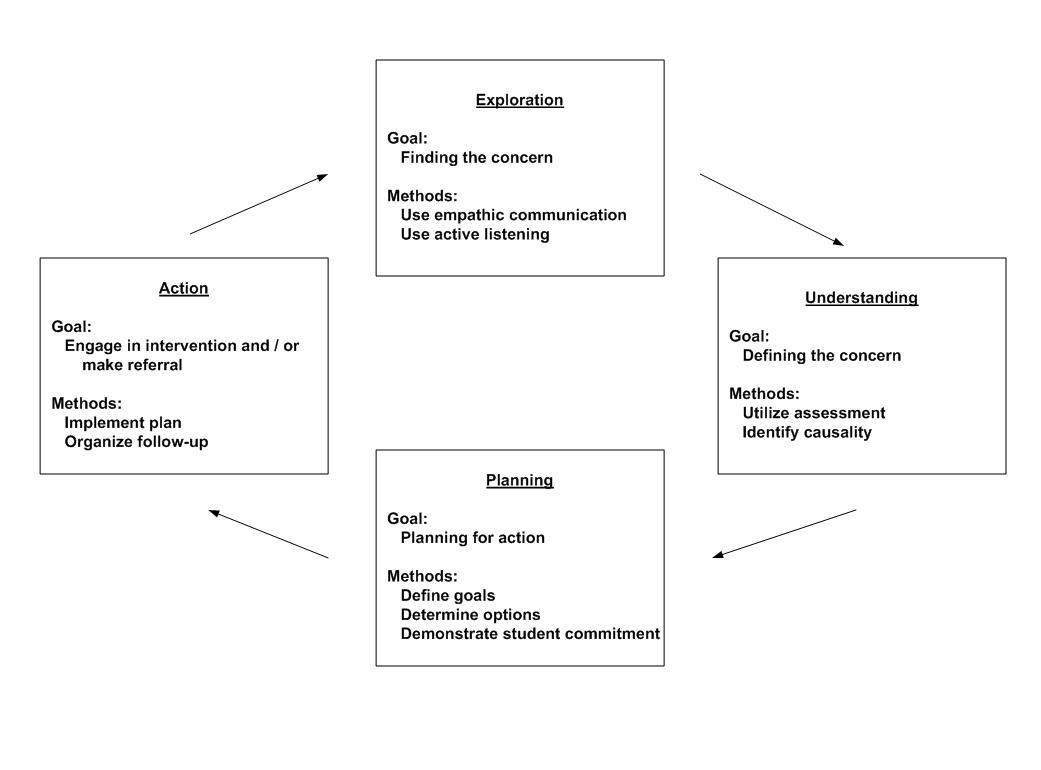 Exploration
Goal:
Finding the concern
Methods:
Use empathic communication
Use active listening
Understanding
Goal:
Defining the concern
Methods:
Utilize assessment
Identify causality
Planning
Goal:
Planning for action
Methods:
Define goals
Determine options
Demonstrate student commitment
Action
Goal:
Engage in intervention and / or
make referral
Methods:
Implement plan
Organize follow-up